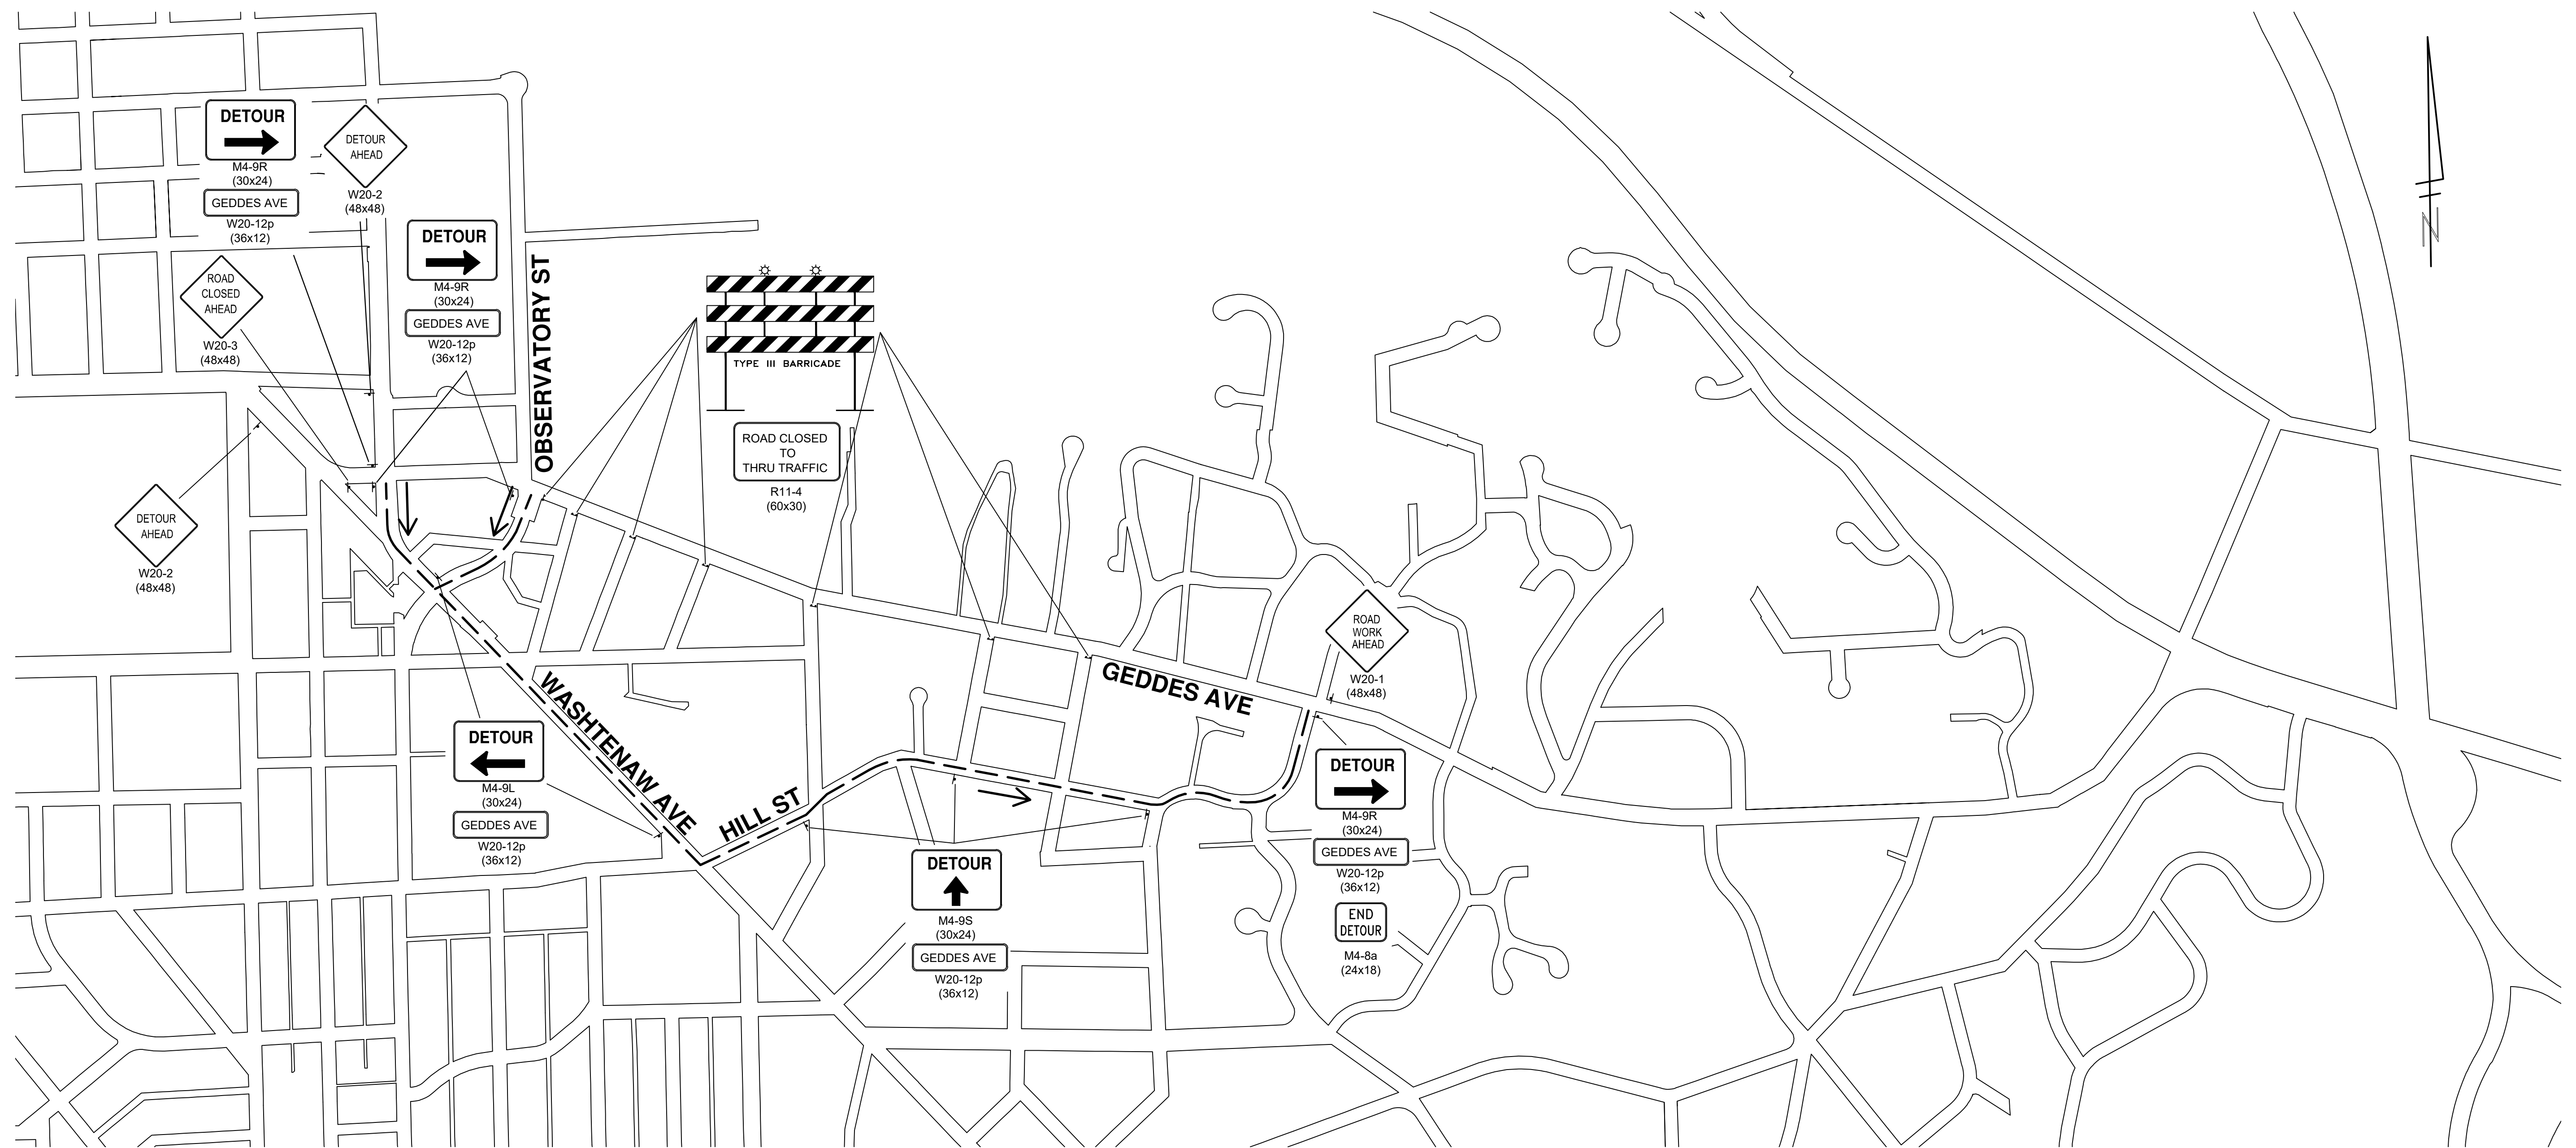 DETOUR
M4-9R
(30x24)
GEDDES AVE
W20-12p
(36x12)
DETOUR
AHEAD
W20-2
(48x48)
DETOUR
M4-9R
(30x24)
GEDDES AVE
W20-12p
(36x12)
ROAD
CLOSED
AHEAD
W20-3
(48x48)
OBSERVATORY ST
TYPE III BARRICADE
ROAD CLOSED
TO
THRU TRAFFIC
R11-4
(60x30)
N
DETOUR
AHEAD
W20-2
(48x48)
ROAD
WORK
AHEAD
W20-1
(48x48)
GEDDES AVE
WASHTENAW AVE
HILL ST
DETOUR
M4-9L
(30x24)
GEDDES AVE
W20-12p
(36x12)
DETOUR
M4-9S
(30x24)
GEDDES AVE
W20-12p
(36x12)
DETOUR
M4-9R
(30x24)
GEDDES AVE
W20-12p
(36x12)
END
DETOUR
M4-8a
(24x18)